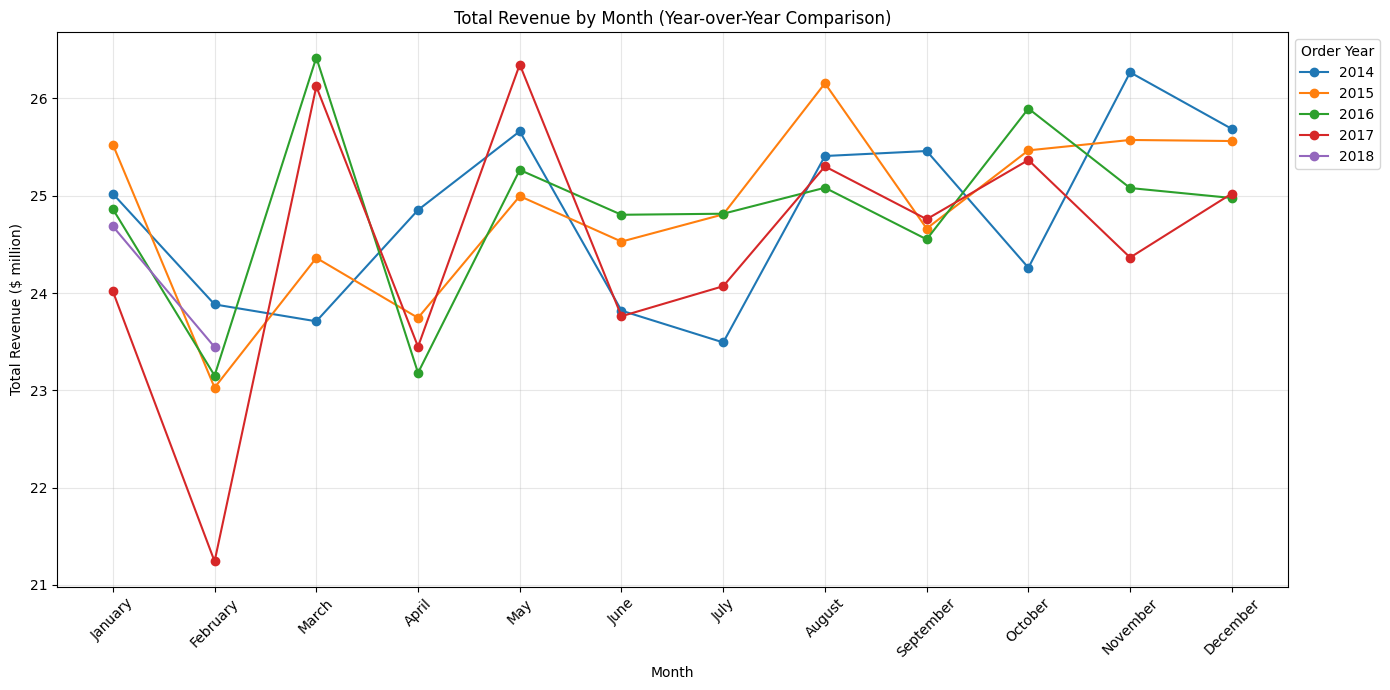 Total Revenue by Month (Year-over-Year Comparison)
Total Revenue ($ million)
26
25
24
23
22
21
January
February
March
April
May
June
July
August
September
October
November
December
Month
Order Year
2014
2015
2016
2017
2018